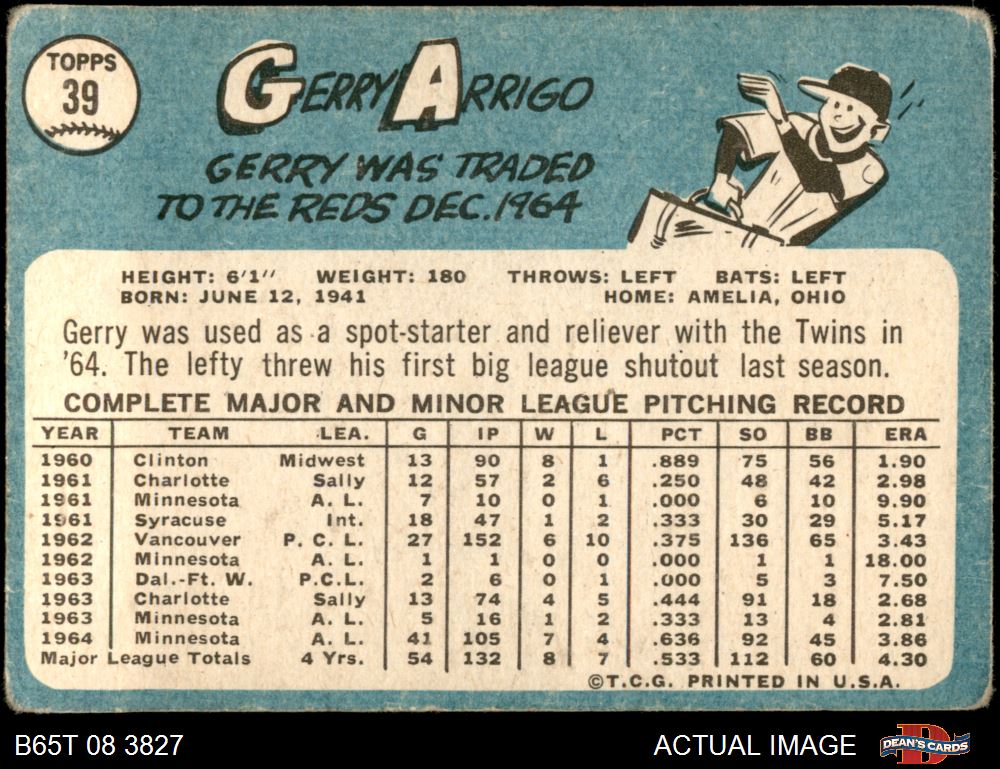 TOPPS
39
GERRY ARRIGO
GERRY WAS TRADED
TO THE REDS DEC. 1964
HEIGHT: 6'1" WEIGHT: 180 THROWS: LEFT BATS: LEFT
BORN: JUNE 12, 1941 HOME: AMELIA, OHIO
Gerry was used as a spot-starter and reliever with the Twins in
'64. The lefty threw his first big league shutout last season.
COMPLETE MAJOR AND MINOR LEAGUE PITCHING RECORD
YEAR TEAM LEA. G IP W L PCT SO BB ERA
1960 Clinton Midwest 13 90 8 1 .889 75 56 1.90
1961 Charlotte Sally 12 57 2 6 .250 48 42 2.98
1961 Minnesota A. L. 7 10 0 1 .000 6 10 9.90
1961 Syracuse Int. 18 47 1 2 .333 30 29 5.17
1962 Vancouver P. C. L. 27 152 6 10 .375 136 65 3.43
1962 Minnesota A. L. 1 1 0 0 .000 1 1 18.00
1963 Dal.-Ft. W. P.C.L. 2 6 0 1 .000 5 3 7.50
1963 Charlotte Sally 13 74 4 5 .444 91 18 2.68
1963 Minnesota A. L. 5 16 1 2 .333 13 4 2.81
1964 Minnesota A. L. 41 105 7 4 .636 92 45 3.86
Major League Totals 4 Yrs. 54 132 8 7 .533 112 60 4.30
©T.C.G. PRINTED IN U.S.A.
B65T 08 3827 ACTUAL IMAGE DEAN'S CARDS